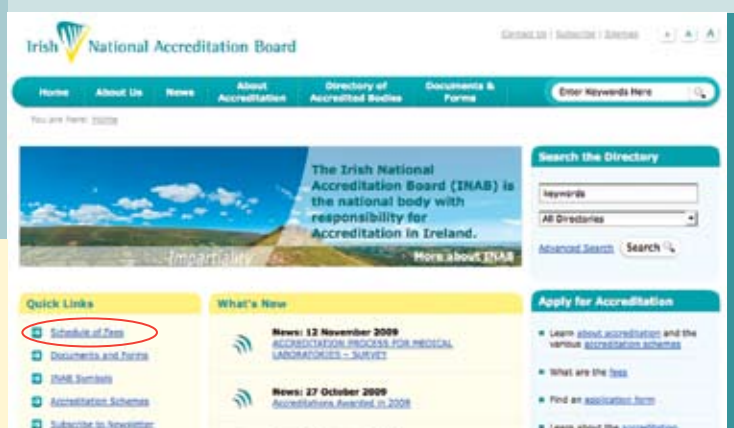 Irish National Accreditation Board
Contact Us | Subscribe | Sitemap
A A A
Home About Us News About Accreditation Directory of Accredited Bodies Documents & Forms
Enter Keywords Here
You are here: Home
The Irish National
Accreditation Board (INAB) is
the national body with
responsibility for
Accreditation in Ireland.
Impartiality
More about INAB
Search the Directory
keywords
All Directories
Advanced Search Search
Quick Links
Schedule of Fees
Documents and Forms
INAB Symbols
Accreditation Schemes
Subscribe to Newsletter
What's New
News: 12 November 2009
ACCREDITATION PROCESS FOR MEDICAL
LABORATORIES – SURVEY
News: 27 October 2009
Accreditations Awarded in 2009
Apply for Accreditation
Learn about accreditation and the
various accreditation schemes
What are the fees
Find an application form
Learn about the accreditation